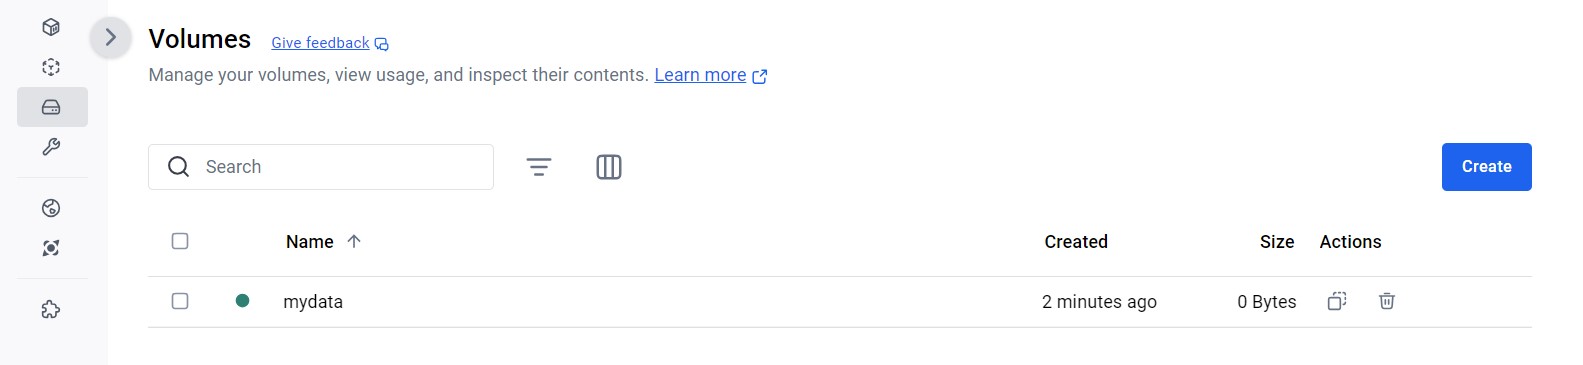 Volumes Give feedback
Manage your volumes, view usage, and inspect their contents. Learn more
Search
Create
Name Created Size Actions
mydata 2 minutes ago 0 Bytes